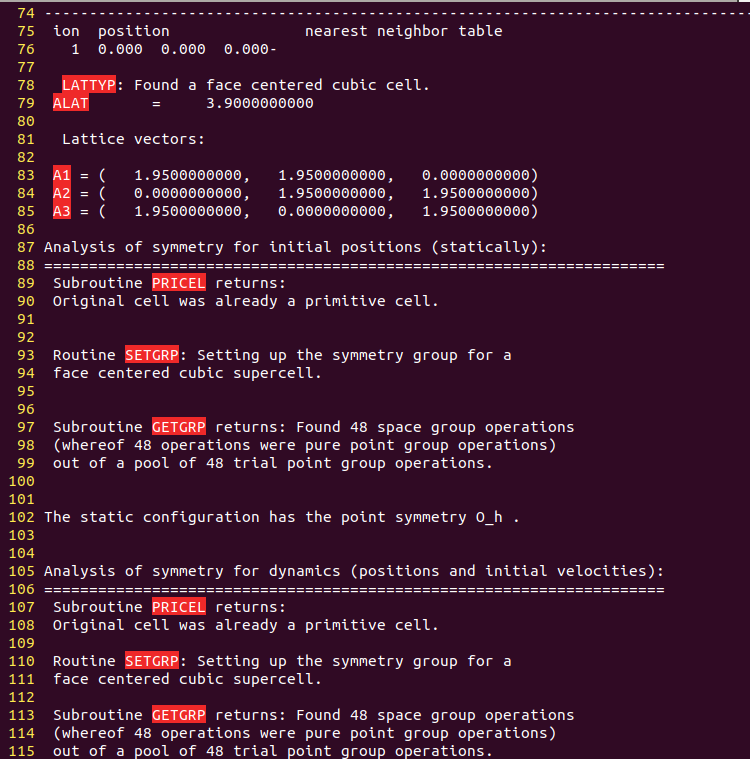 74 --------------------------------------------------------------------------------
75  ion  position               nearest neighbor table
76   1  0.000  0.000  0.000-
77
78  LATTYP: Found a face centered cubic cell.
79 ALAT       =     3.9000000000
80
81  Lattice vectors:
82
83 A1 = (   1.9500000000,   1.9500000000,   0.0000000000)
84 A2 = (   0.0000000000,   1.9500000000,   1.9500000000)
85 A3 = (   1.9500000000,   0.0000000000,   1.9500000000)
86
87 Analysis of symmetry for initial positions (statically):
88 =====================================================================
89  Subroutine PRICEL returns:
90  Original cell was already a primitive cell.
91
92
93  Routine SETGRP: Setting up the symmetry group for a
94  face centered cubic supercell.
95
96
97  Subroutine GETGRP returns: Found 48 space group operations
98  (whereof 48 operations were pure point group operations)
99  out of a pool of 48 trial point group operations.
100
101
102 The static configuration has the point symmetry O_h .
103
104
105 Analysis of symmetry for dynamics (positions and initial velocities):
106 =====================================================================
107  Subroutine PRICEL returns:
108  Original cell was already a primitive cell.
109
110  Routine SETGRP: Setting up the symmetry group for a
111  face centered cubic supercell.
112
113  Subroutine GETGRP returns: Found 48 space group operations
114  (whereof 48 operations were pure point group operations)
115  out of a pool of 48 trial point group operations.